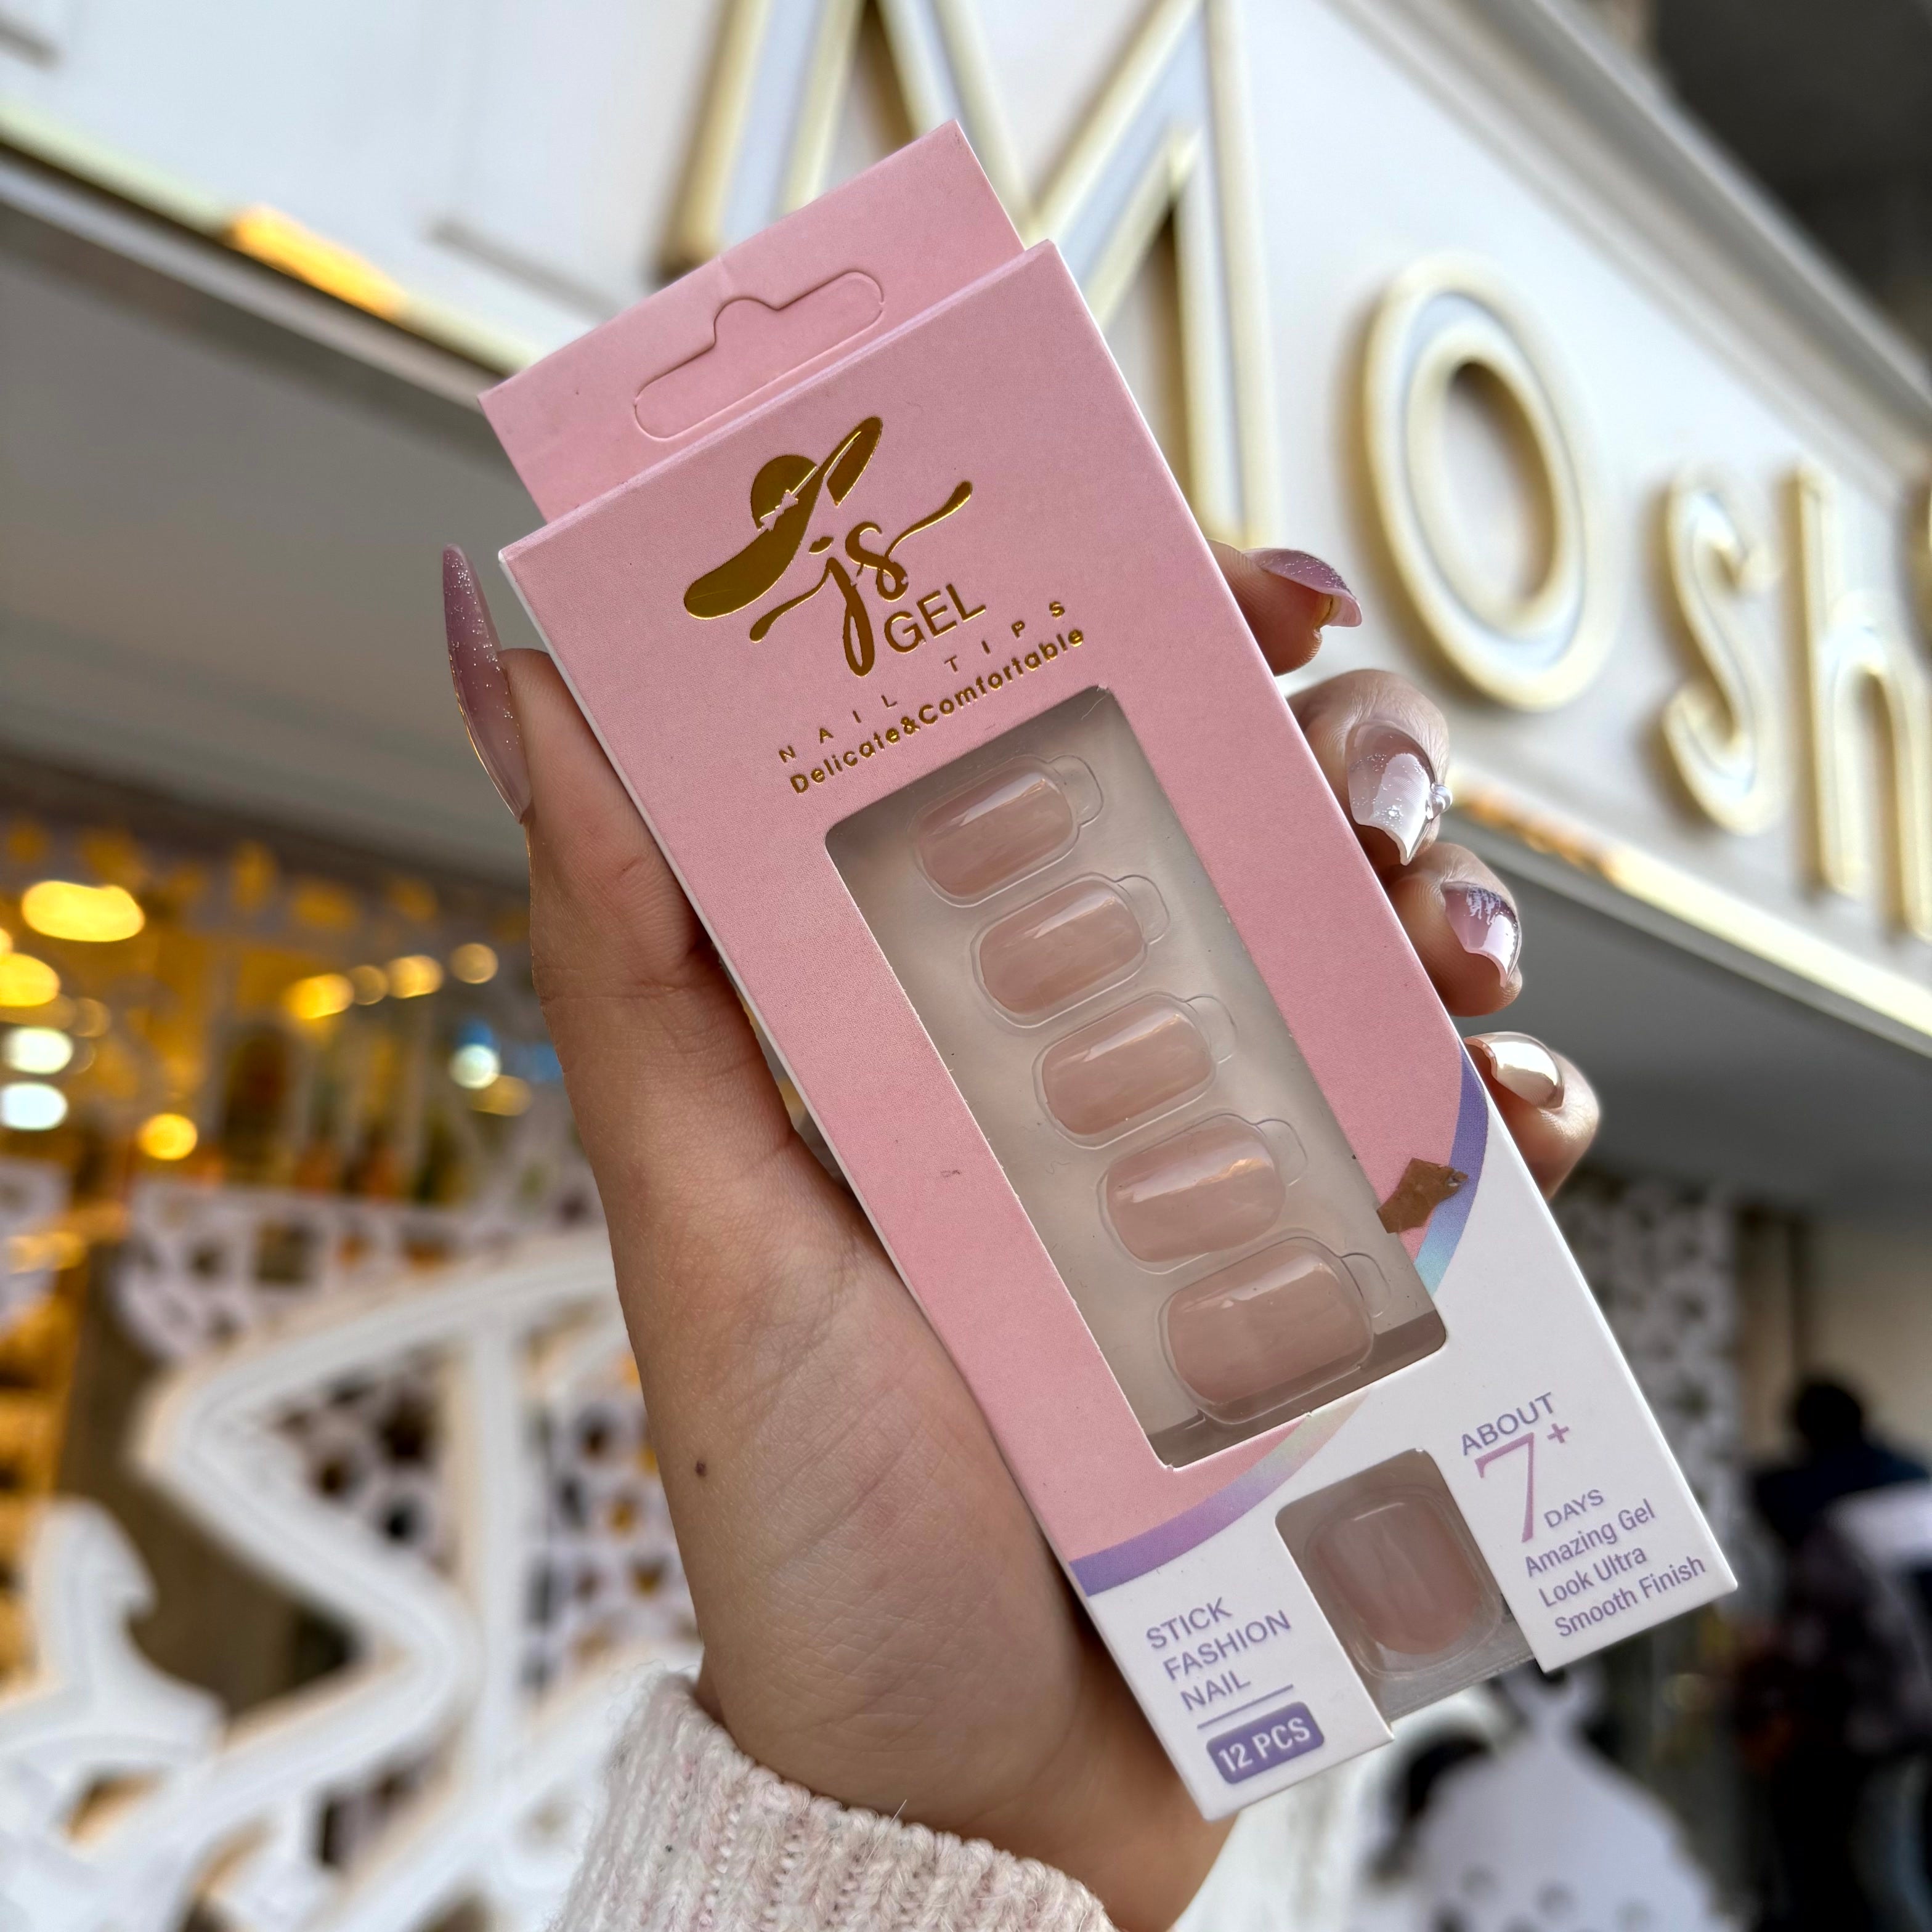 Mosh
js
GEL
NAIL TIPS
Delicate&Comfortable
ABOUT
7+
DAYS
Amazing Gel
Look Ultra
Smooth Finish
STICK
FASHION
NAIL
12 PCS